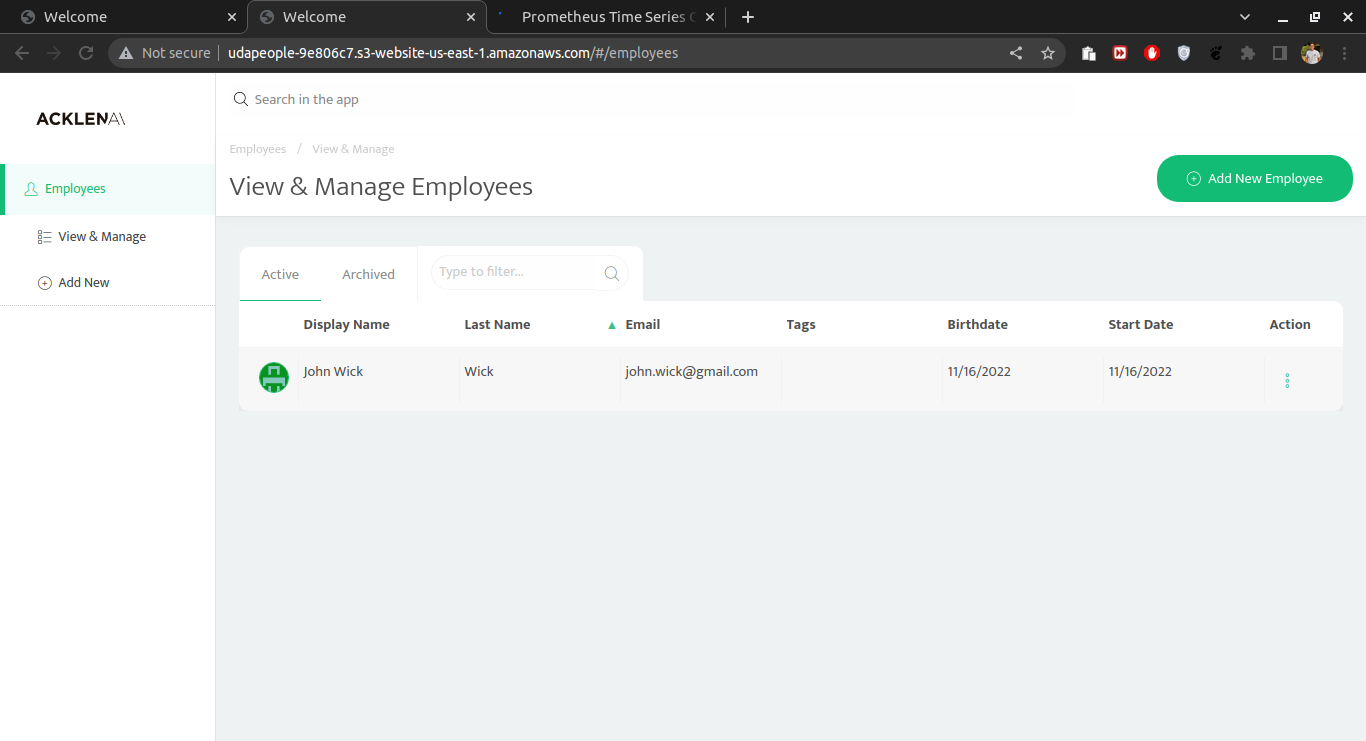 Welcome
Welcome
Prometheus Time Series
Not secure
udapeople-9e806c7.s3-website-us-east-1.amazonaws.com/#/employees
ACKLENAV
Search in the app
Employees / View & Manage
View & Manage Employees
Add New Employee
Employees
View & Manage
Add New
Active
Archived
Type to filter...
Display Name Last Name ▲ Email Tags Birthdate Start Date Action
John Wick Wick john.wick@gmail.com 11/16/2022 11/16/2022